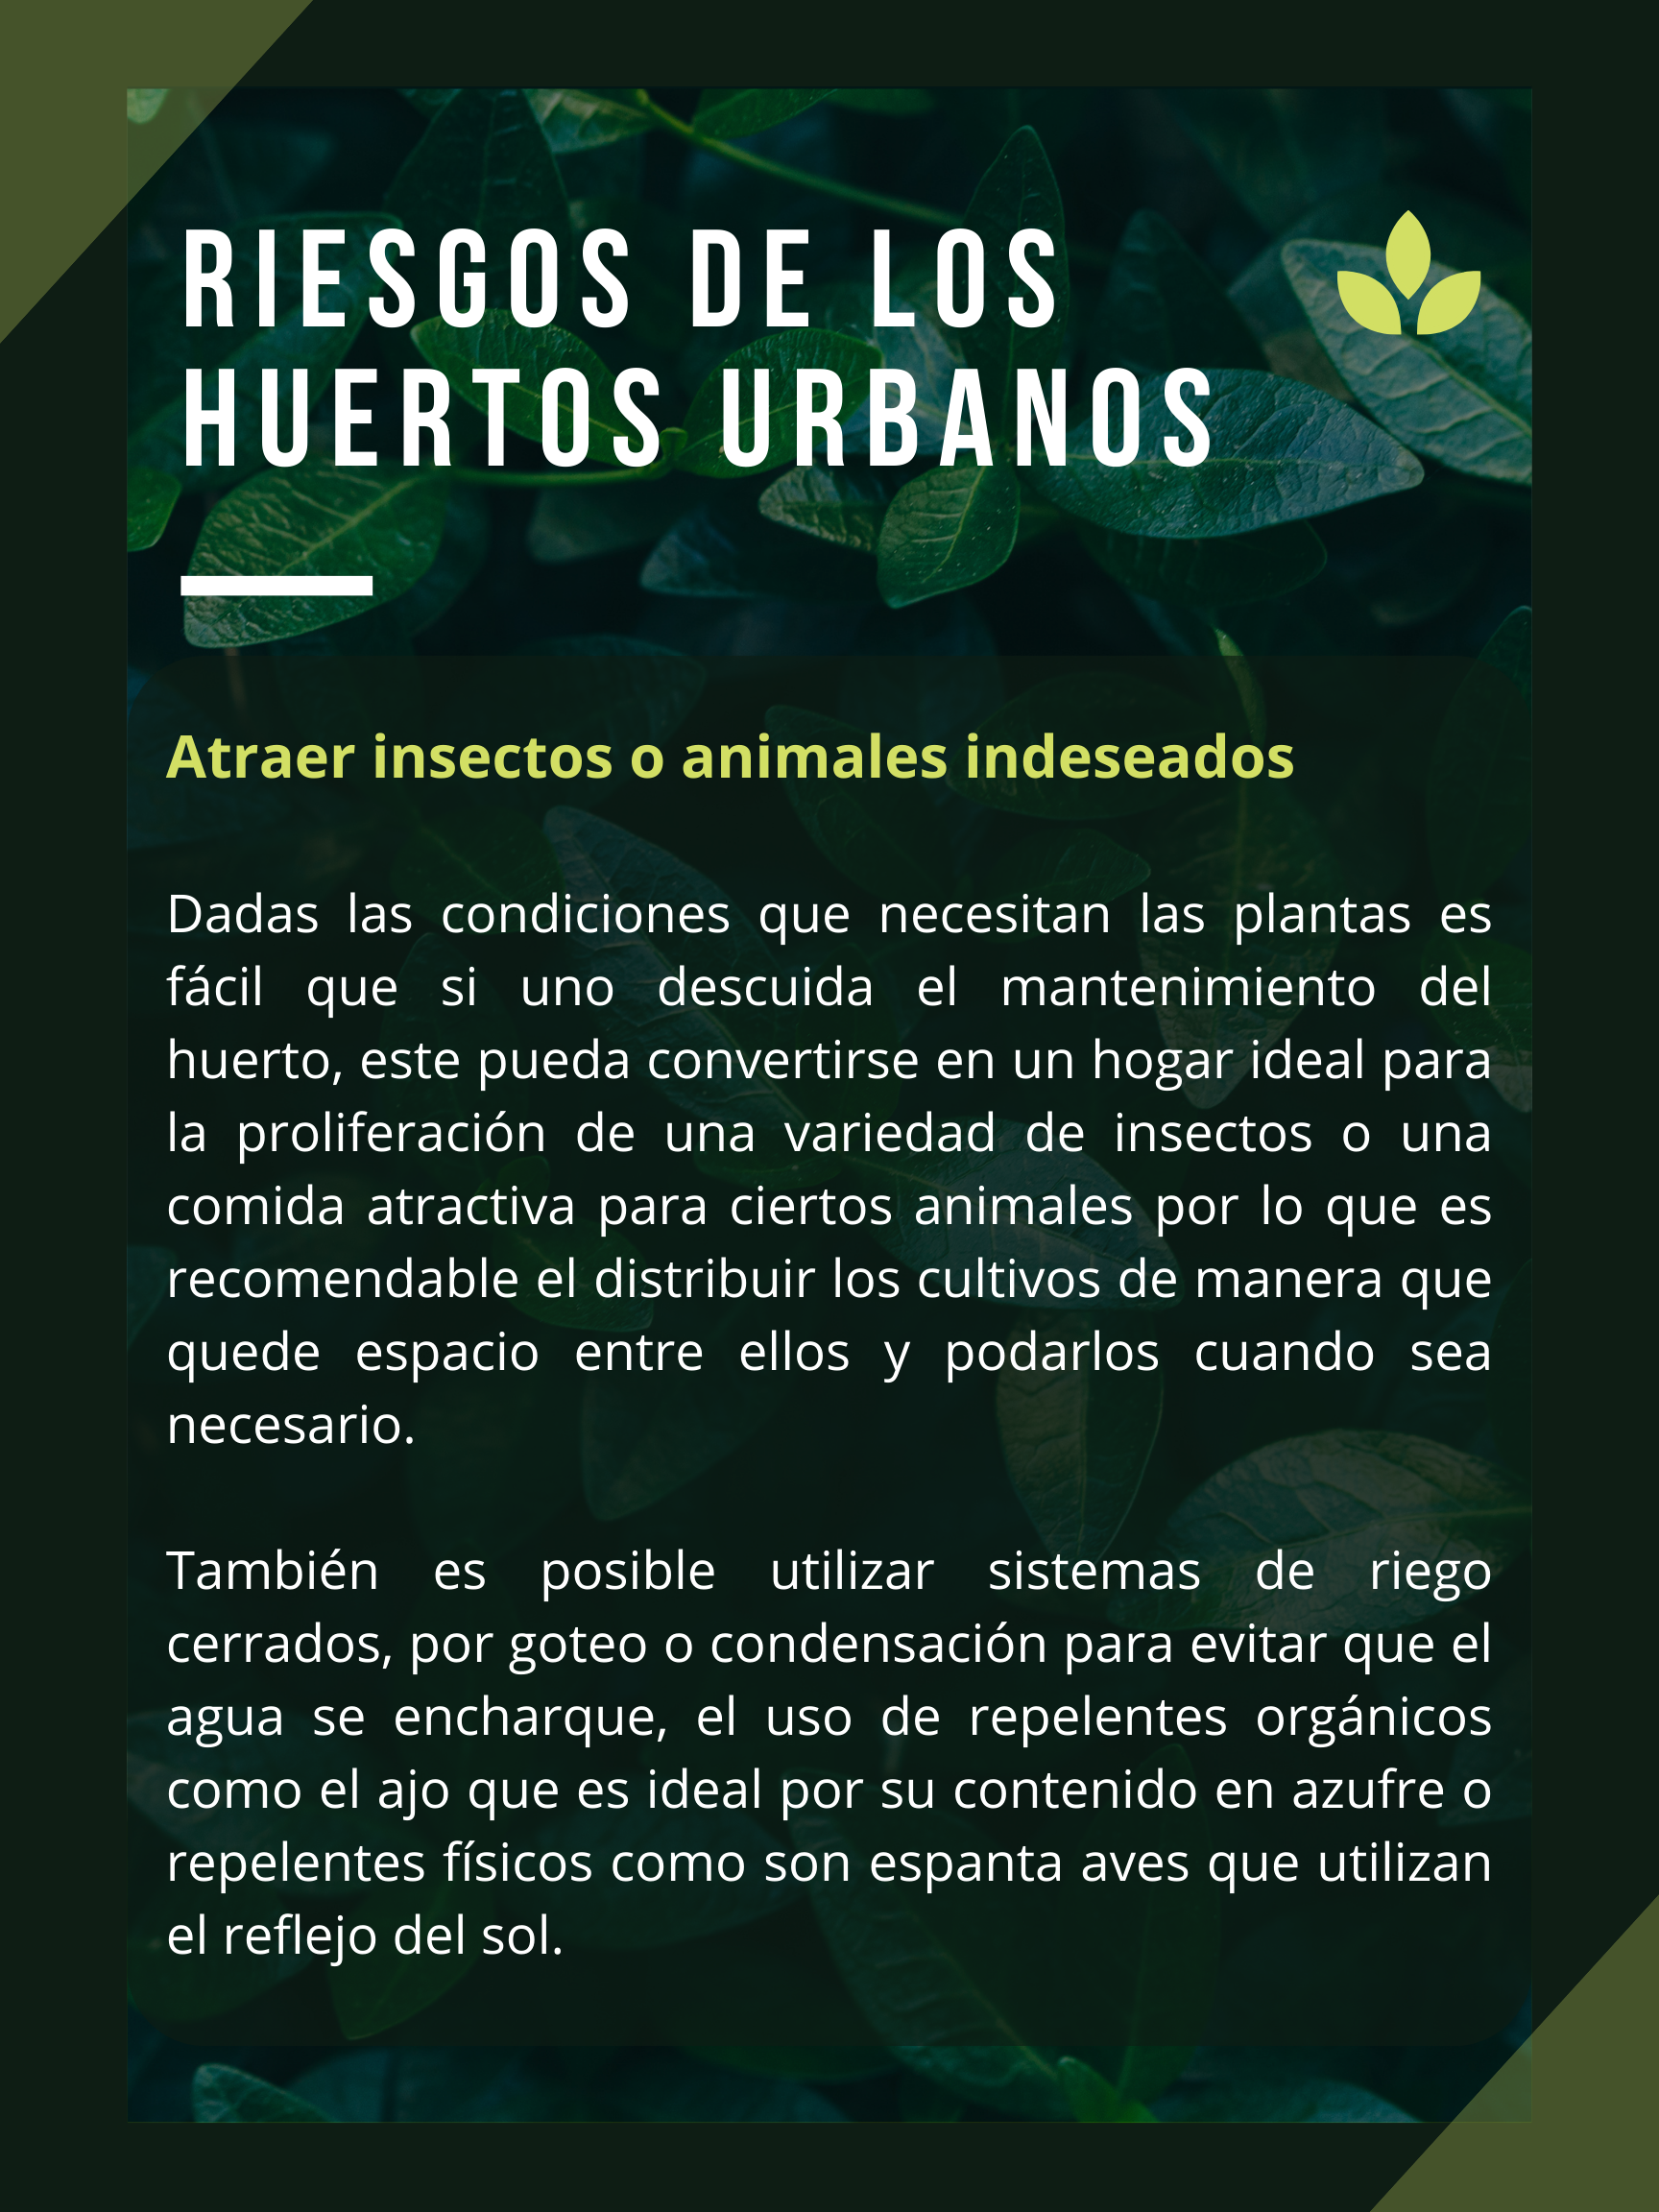 RIESGOS DE LOS
HUERTOS URBANOS
Atraer insectos o animales indeseados
Dadas las condiciones que necesitan las plantas es
fácil que si uno descuida el mantenimiento del
huerto, este pueda convertirse en un hogar ideal para
la proliferación de una variedad de insectos o una
comida atractiva para ciertos animales por lo que es
recomendable el distribuir los cultivos de manera que
quede espacio entre ellos y podarlos cuando sea
necesario.
También es posible utilizar sistemas de riego
cerrados, por goteo o condensación para evitar que el
agua se encharque, el uso de repelentes orgánicos
como el ajo que es ideal por su contenido en azufre o
repelentes físicos como son espanta aves que utilizan
el reflejo del sol.